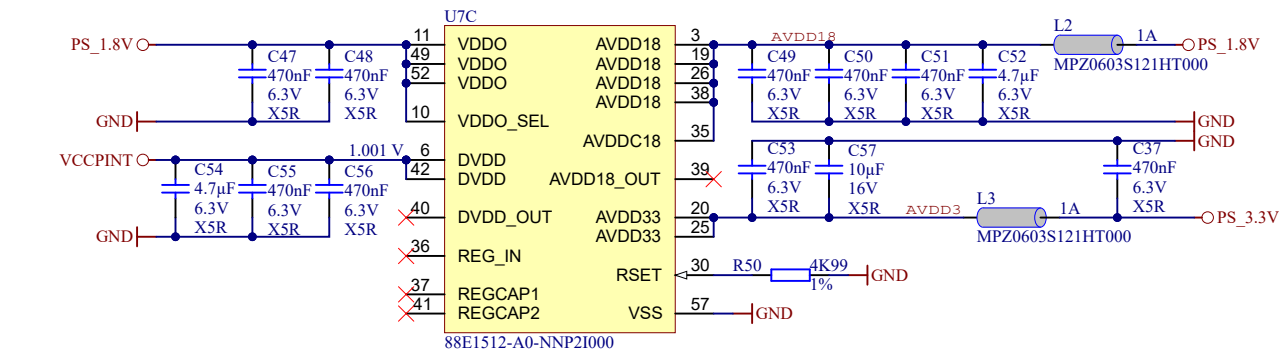 U7C
PS_1.8V
11
49
52
VDDO
VDDO
VDDO
AVDD18
AVDD18
AVDD18
AVDD18
3
19
26
38
AVDD18
L2
1A
PS_1.8V
MPZ0603S121HT000
C47
470nF
6.3V
X5R
C48
470nF
6.3V
X5R
C49
470nF
6.3V
X5R
C50
470nF
6.3V
X5R
C51
470nF
6.3V
X5R
C52
4.7µF
6.3V
X5R
GND
10
VDDO_SEL
AVDDC18
35
GND
GND
VCCPINT
1.001 V
6
42
DVDD
DVDD
AVDD18_OUT
39
C54
4.7µF
6.3V
X5R
C55
470nF
6.3V
X5R
C56
470nF
6.3V
X5R
C53
470nF
6.3V
X5R
C57
10µF
16V
X5R
C37
470nF
6.3V
X5R
GND
40
DVDD_OUT
AVDD33
AVDD33
20
25
AVDD3
L3
1A
PS_3.3V
MPZ0603S121HT000
36
REG_IN
RSET
30
R50
4K99
1%
GND
37
41
REGCAP1
REGCAP2
VSS
57
GND
88E1512-A0-NNP2I000